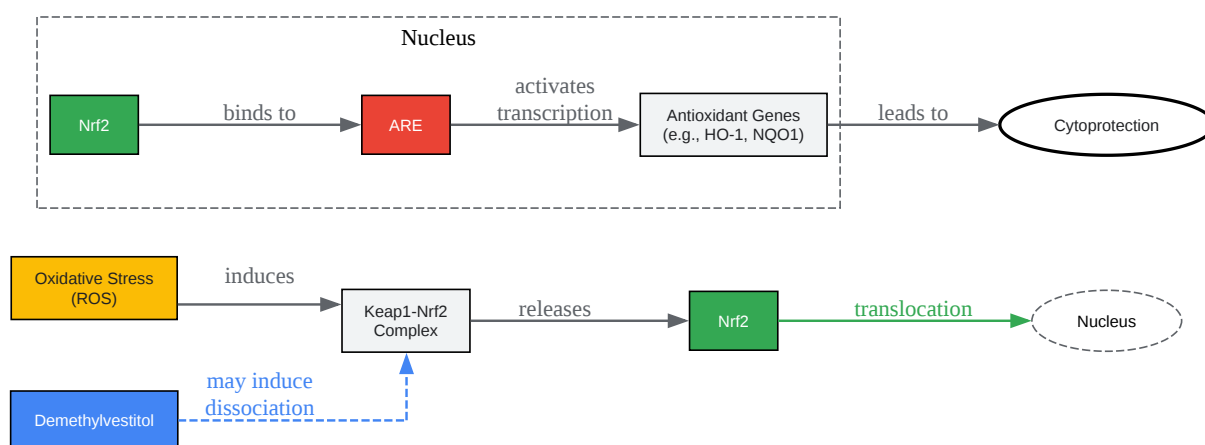 Nucleus
Nrf2
binds to
ARE
activates
transcription
Antioxidant Genes
(e.g., HO-1, NQO1)
leads to
Cytoprotection
Oxidative Stress
(ROS)
induces
Keap1-Nrf2
Complex
releases
Nrf2
translocation
Nucleus
may induce
dissociation
Demethylvestitol